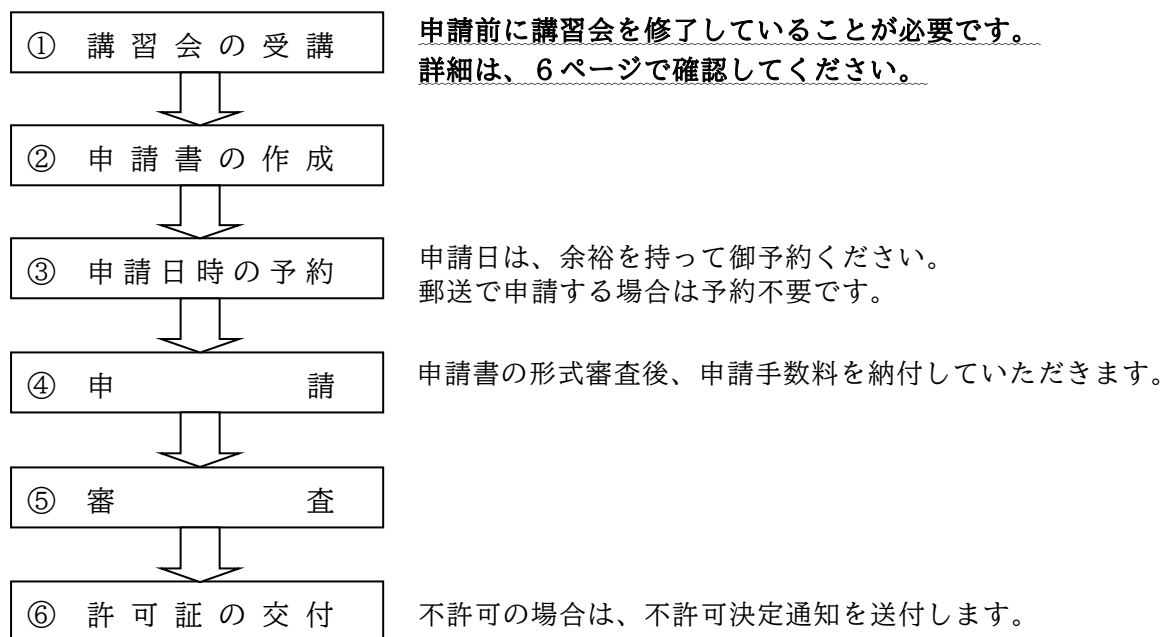 ① 講習会の受講
申請前に講習会を修了していることが必要です。
詳細は、６ページで確認してください。
② 申請書の作成
③ 申請日時の予約
申請日は、余裕を持って御予約ください。
郵送で申請する場合は予約不要です。
④ 申請
申請書の形式審査後、申請手数料を納付していただきます。
⑤ 審査
⑥ 許可証の交付
不許可の場合は、不許可決定通知を送付します。